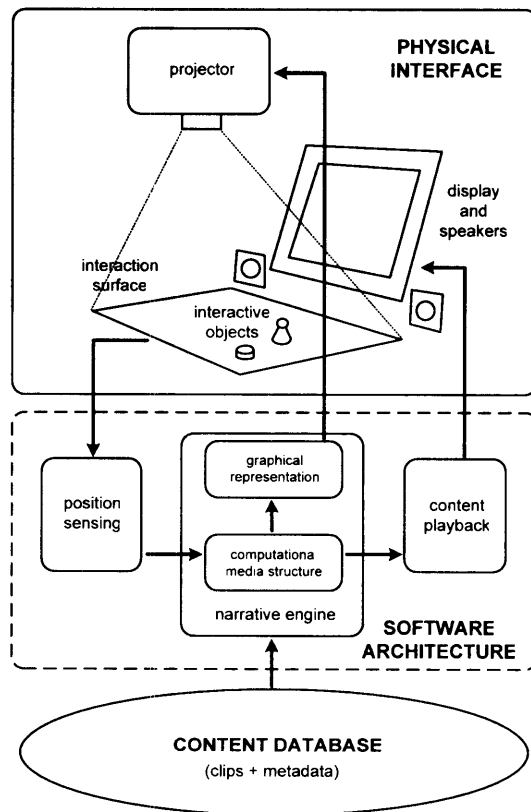 PHYSICAL
INTERFACE
projector
display
and
speakers
interaction
surface
interactive
objects
graphical
representation
position
sensing
content
playback
computationa
media structure
narrative engine
SOFTWARE
ARCHITECTURE
CONTENT DATABASE
(clips + metadata)